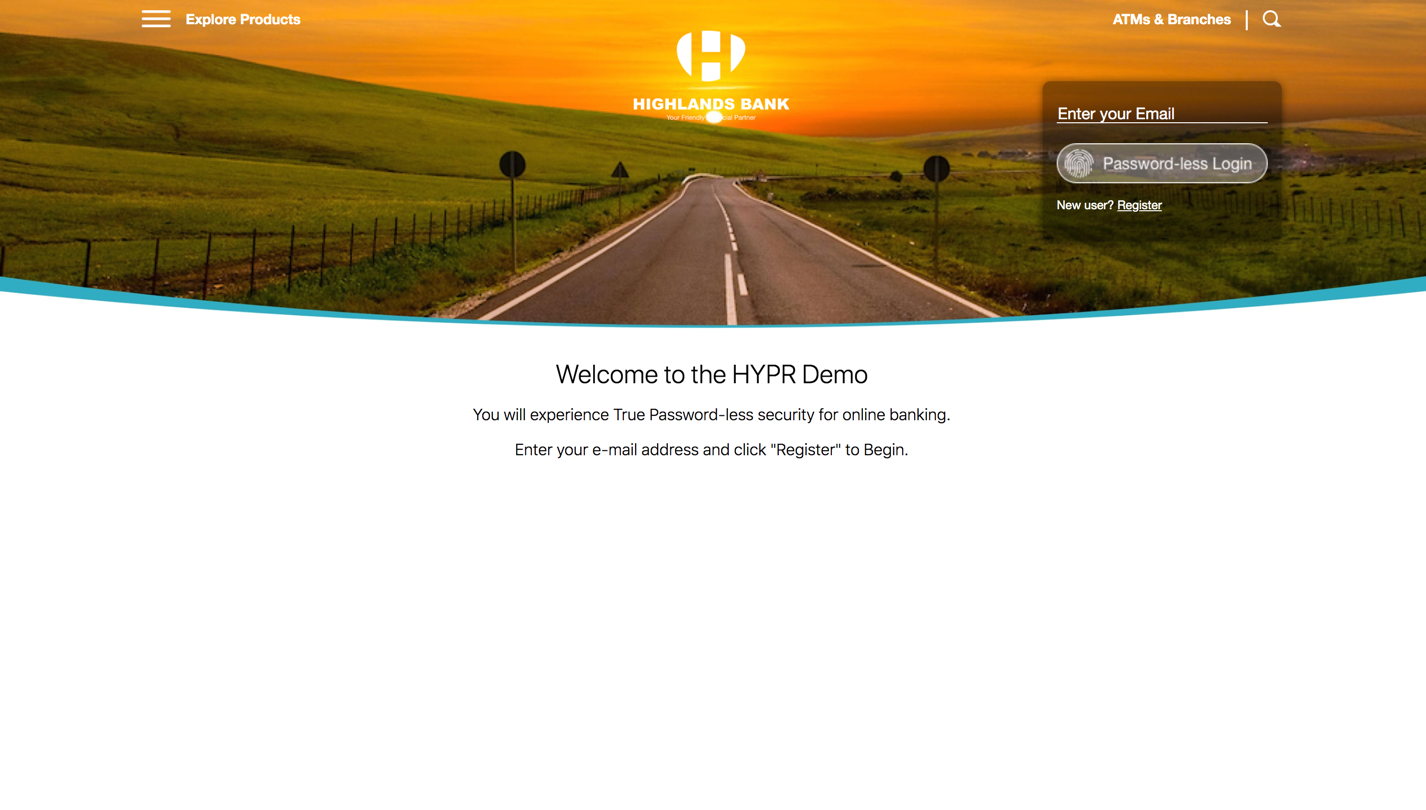 Explore Products
ATMs & Branches
HIGHLANDS BANK
Your Friendly Partner
Enter your Email
Password-less Login
New user? Register
Welcome to the HYPR Demo
You will experience True Password-less security for online banking.
Enter your e-mail address and click "Register" to Begin.